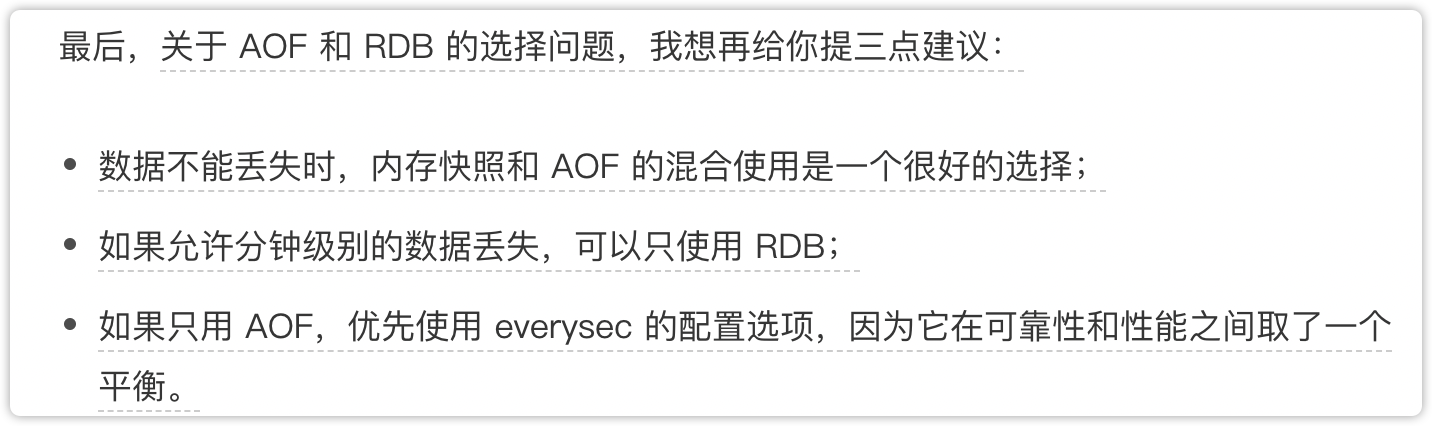 最后，关于 AOF 和 RDB 的选择问题，我想再给你提三点建议：
• 数据不能丢失时，内存快照和 AOF 的混合使用是一个很好的选择；
• 如果允许分钟级别的数据丢失，可以只使用 RDB；
• 如果只用 AOF，优先使用 everysec 的配置选项，因为它在可靠性和性能之间取了一个
平衡。